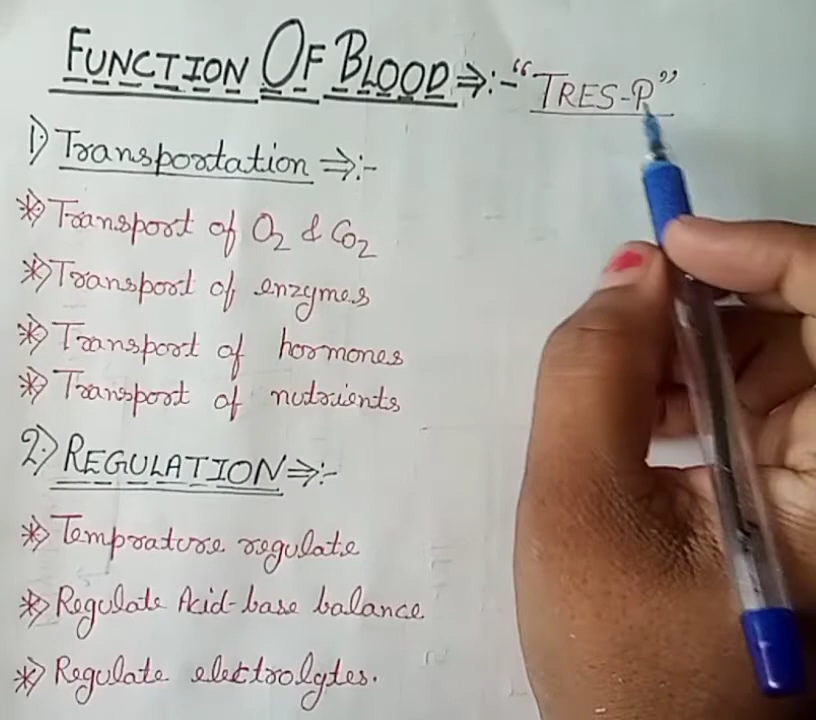 FUNCTION OF BLOOD ⇒:- "TRES-P"
1) Transportation ⇒:-
*) Transport of O₂ & CO₂
*) Transport of enzymes
*) Transport of hormones
*) Transport of nutrients
2) REGULATION ⇒:-
*) Temprature regulate
*) Regulate Acid-base balance
*) Regulate electrolytes.